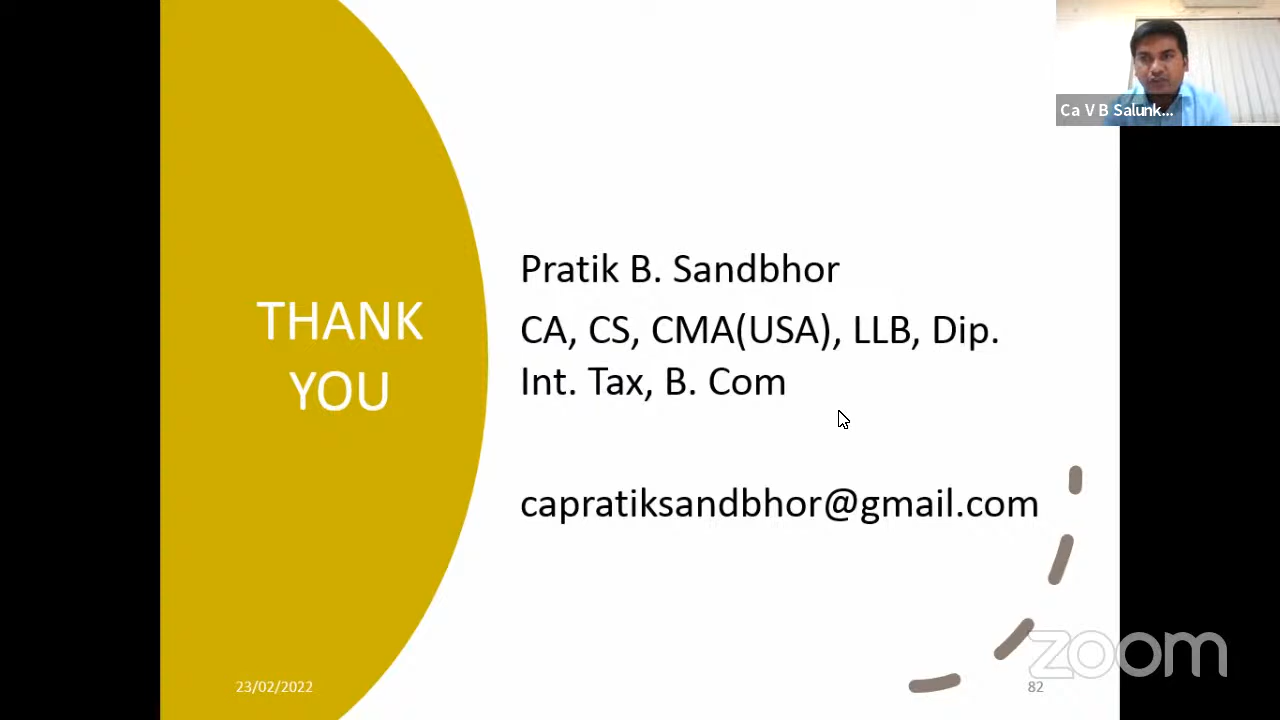 Ca V B Salunk...
Pratik B. Sandbhor
CA, CS, CMA(USA), LLB, Dip.
Int. Tax, B. Com
THANK
YOU
capratiksandbhor@gmail.com
zoom
23/02/2022
82